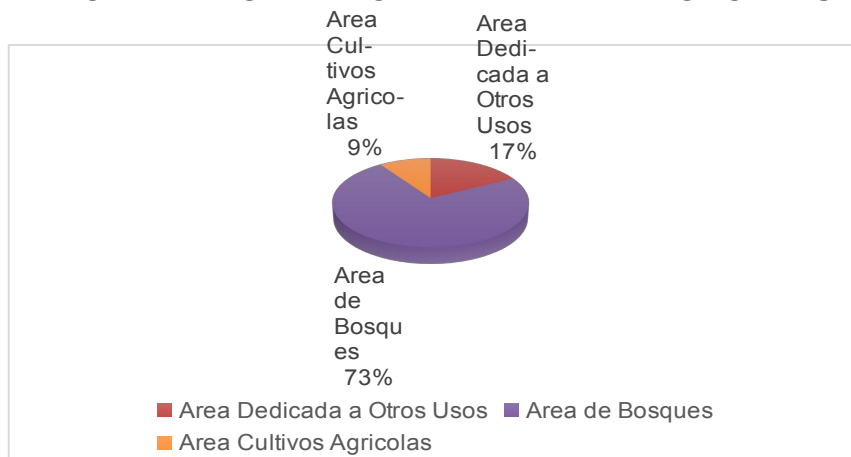 Area
Cul-
tivos
Agrico-
las
9%
Area
Dedi-
cada a
Otros
Usos
17%
Area
de
Bosqu
es
73%
Area Dedicada a Otros Usos
Area de Bosques
Area Cultivos Agricolas